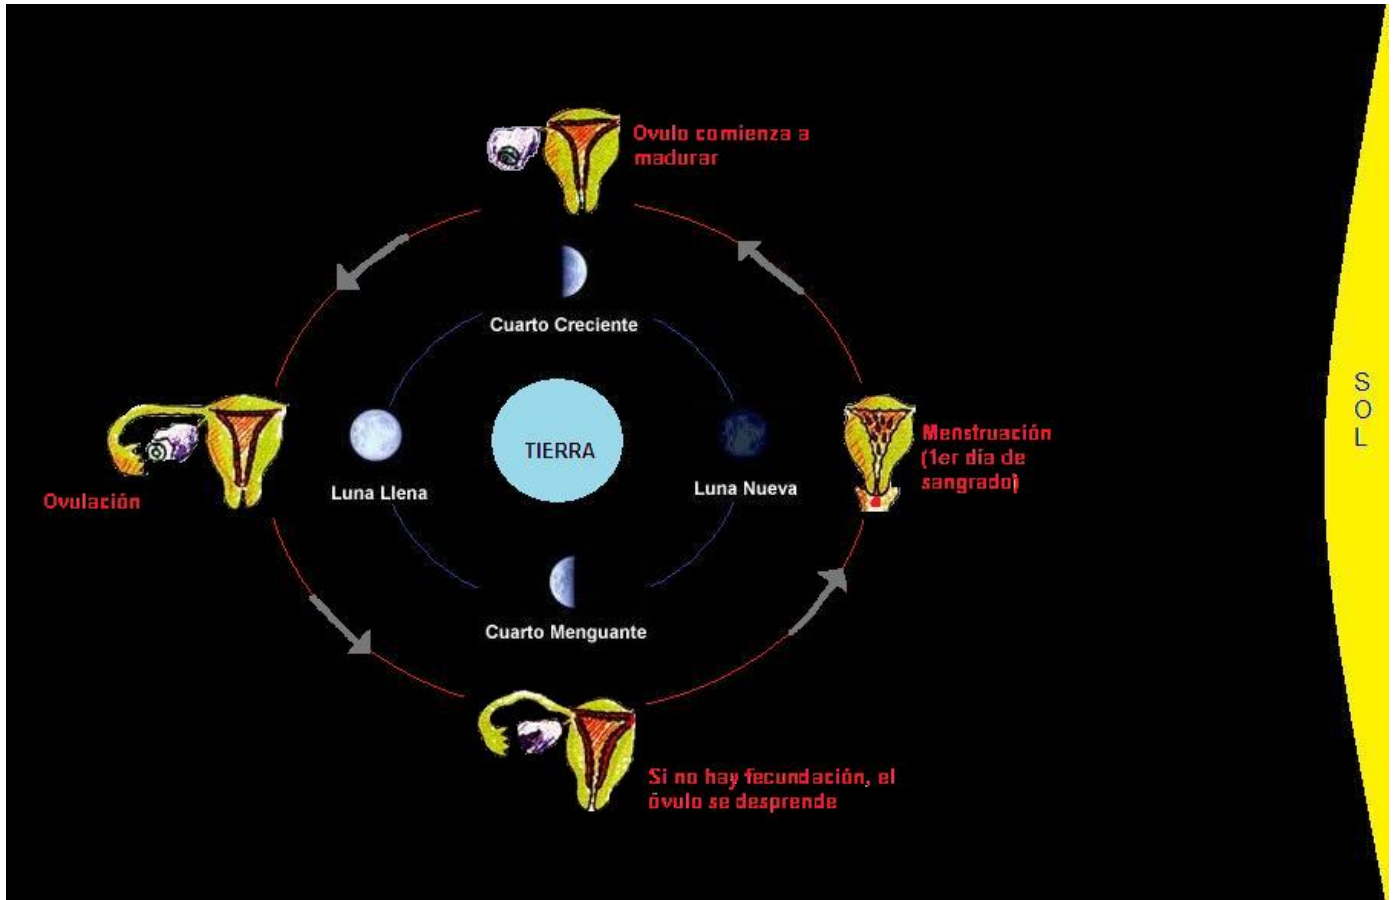 Ovulo comienza a
madurar
Cuarto Creciente
S
O
L
TIERRA
Menstruación
(1er día de
sangrado)
Luna Llena
Luna Nueva
Ovulación
Cuarto Menguante
Si no hay fecundación, el
óvulo se desprende